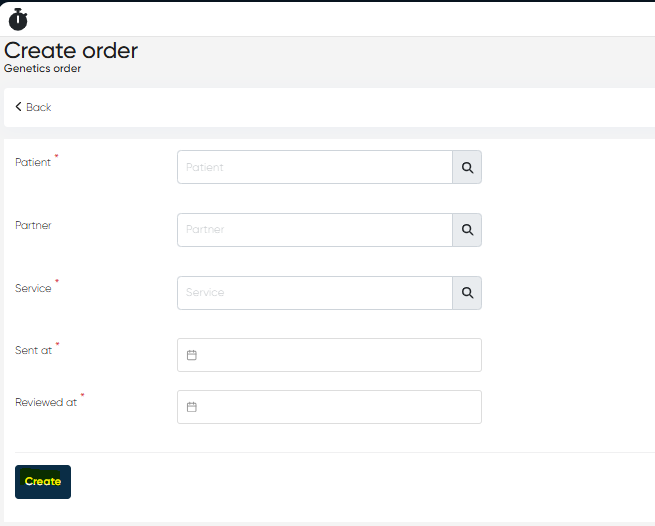 Create order
Genetics order
Back
Patient *
Patient
Partner
Partner
Service *
Service
Sent at *
Reviewed at *
Create